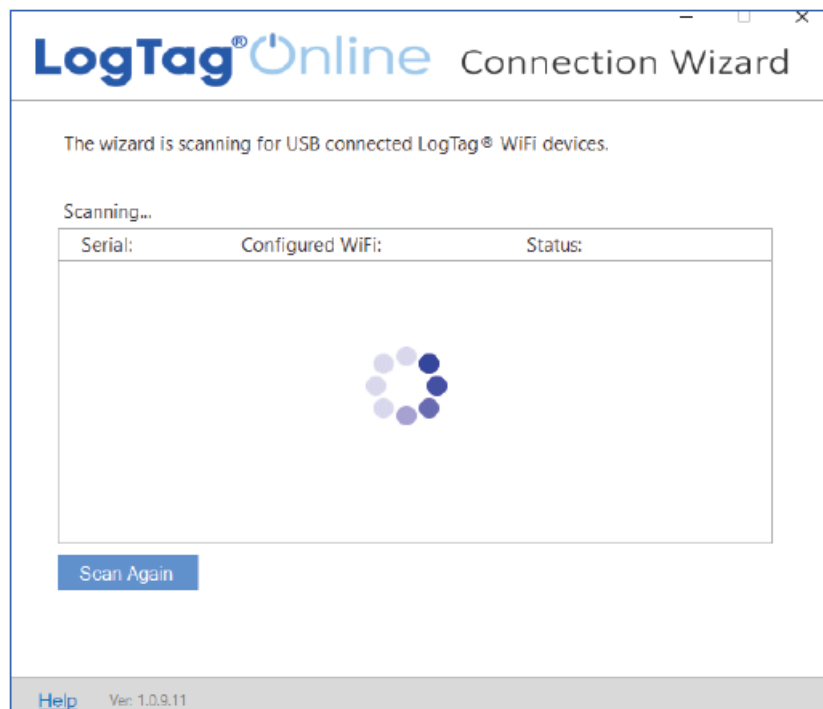 LogTag® Online Connection Wizard
The wizard is scanning for USB connected LogTag® WiFi devices.
Scanning...
Serial: Configured WiFi: Status:
Scan Again
Help Ver: 1.0.9.11